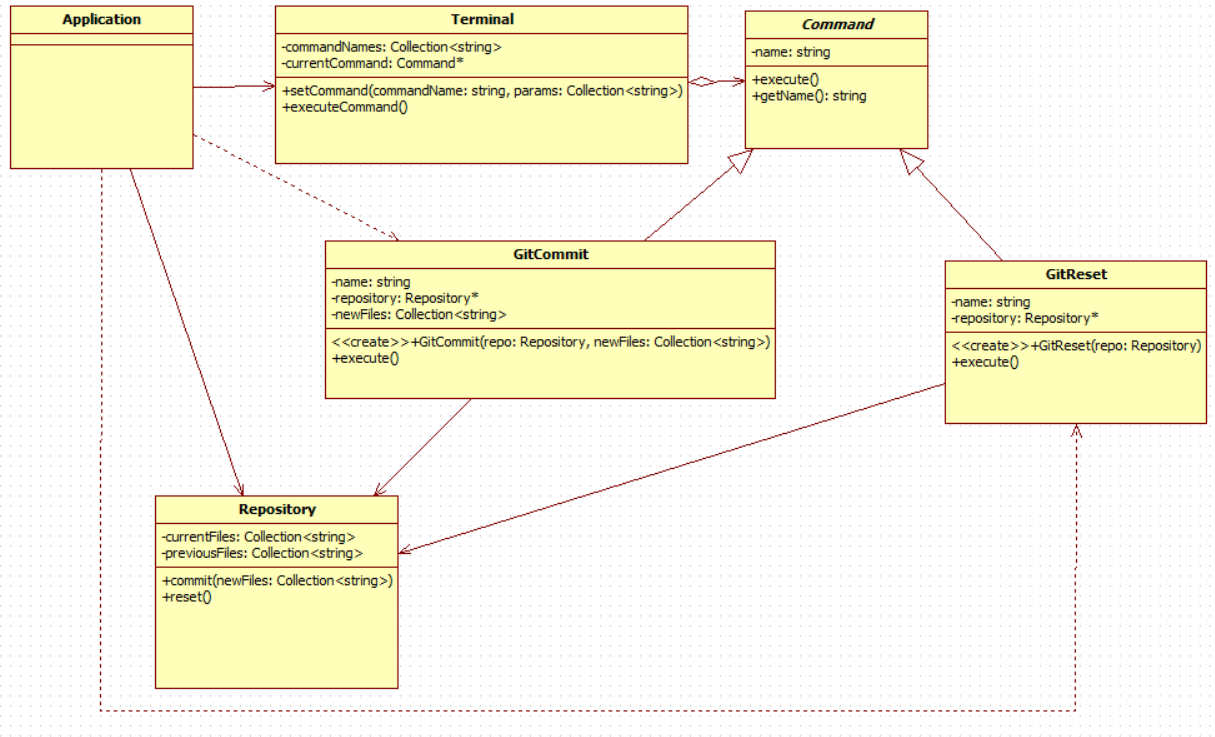 Application
Terminal
-commandNames: Collection<string>
-currentCommand: Command*
+setCommand(commandName: string, params: Collection<string>)
+executeCommand()
Command
-name: string
+execute()
+getName(): string
GitCommit
-name: string
-repository: Repository*
-newFiles: Collection<string>
<<create>>+GitCommit(repo: Repository, newFiles: Collection<string>)
+execute()
GitReset
-name: string
-repository: Repository*
<<create>>+GitReset(repo: Repository)
+execute()
Repository
-currentFiles: Collection<string>
-previousFiles: Collection<string>
+commit(newFiles: Collection<string>)
+reset()